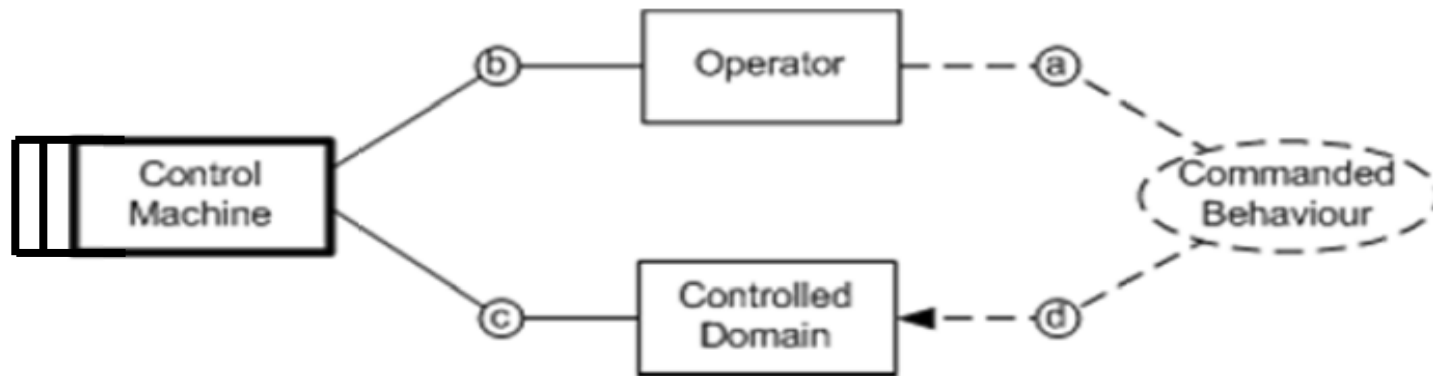 b
Operator
a
Control
Machine
Commanded
Behaviour
c
Controlled
Domain
d